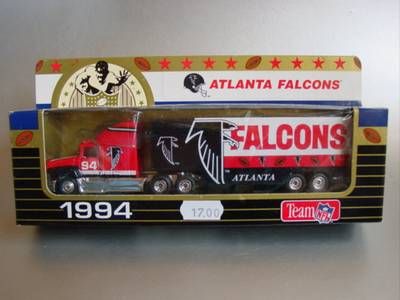 ATLANTA FALCONS
FALCONS
94
ATLANTA
1994
17.00
Team NFL